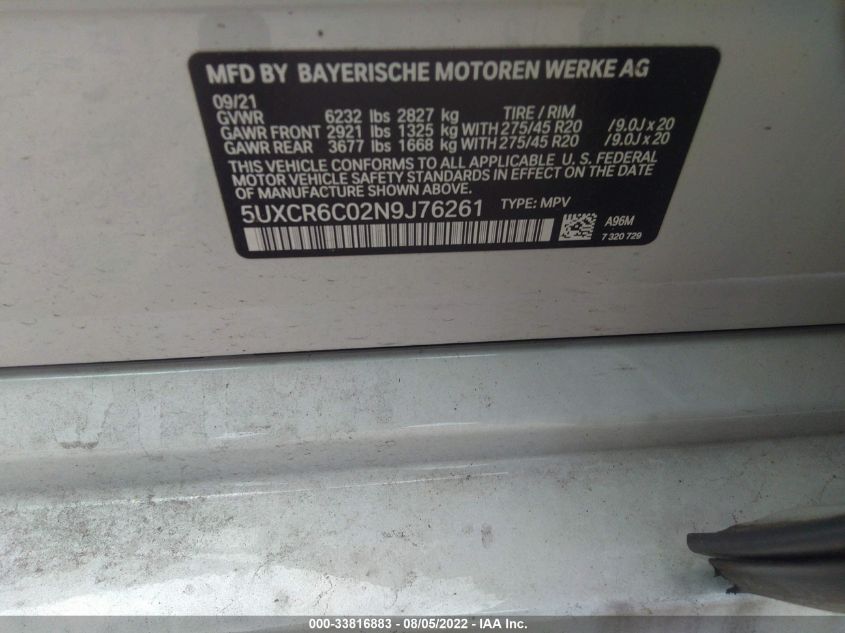 MFD BY BAYERISCHE MOTOREN WERKE AG
09/21
GVWR 6232 lbs 2827 kg TIRE / RIM
GAWR FRONT 2921 lbs 1325 kg WITH 275/45 R20 / 9.0J x 20
GAWR REAR 3677 lbs 1668 kg WITH 275/45 R20 / 9.0J x 20
THIS VEHICLE CONFORMS TO ALL APPLICABLE U. S. FEDERAL
MOTOR VEHICLE SAFETY STANDARDS IN EFFECT ON THE DATE
OF MANUFACTURE SHOWN ABOVE.
5UXCR6C02N9J76261 TYPE: MPV
A96M
7 320 729
000-33816883 - 08/05/2022 - IAA Inc.